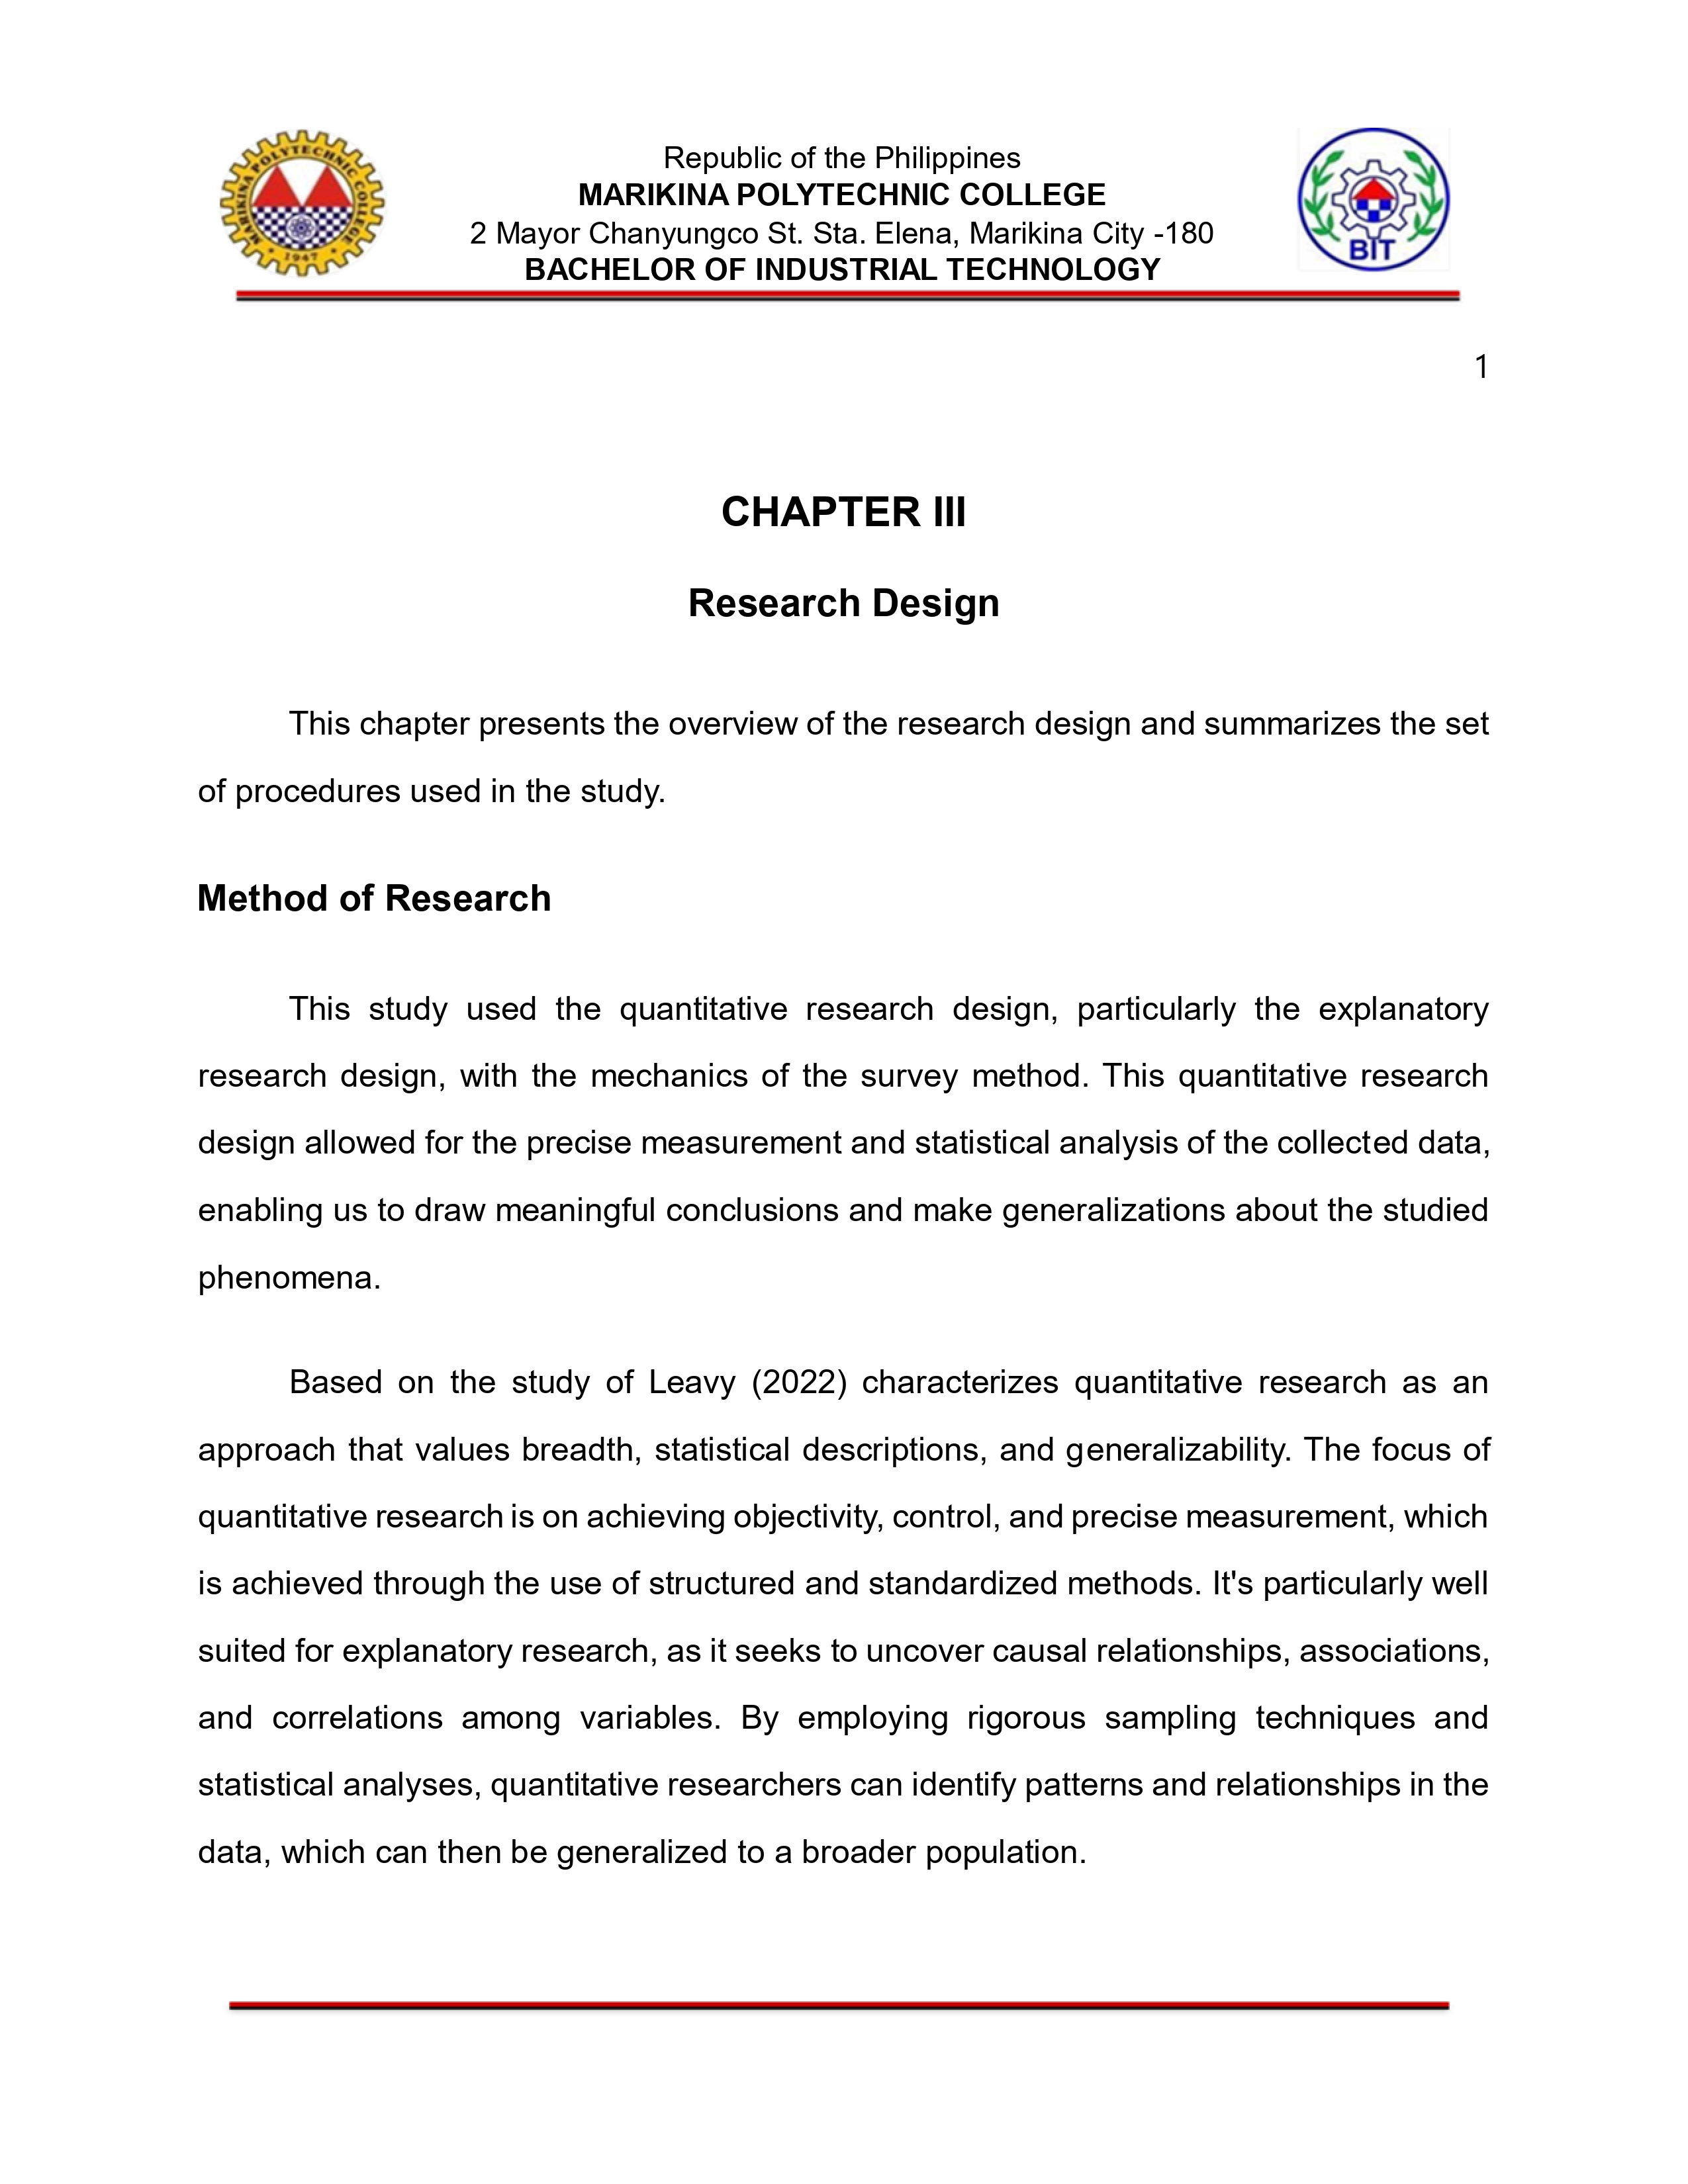 MARIKINA POLYTECHNIC COLLEGE
1947
Republic of the Philippines
MARIKINA POLYTECHNIC COLLEGE
2 Mayor Chanyungco St. Sta. Elena, Marikina City -180
BACHELOR OF INDUSTRIAL TECHNOLOGY
BIT
1
CHAPTER III
Research Design
This chapter presents the overview of the research design and summarizes the set
of procedures used in the study.
Method of Research
This study used the quantitative research design, particularly the explanatory
research design, with the mechanics of the survey method. This quantitative research
design allowed for the precise measurement and statistical analysis of the collected data,
enabling us to draw meaningful conclusions and make generalizations about the studied
phenomena.
Based on the study of Leavy (2022) characterizes quantitative research as an
approach that values breadth, statistical descriptions, and generalizability. The focus of
quantitative research is on achieving objectivity, control, and precise measurement, which
is achieved through the use of structured and standardized methods. It's particularly well
suited for explanatory research, as it seeks to uncover causal relationships, associations,
and correlations among variables. By employing rigorous sampling techniques and
statistical analyses, quantitative researchers can identify patterns and relationships in the
data, which can then be generalized to a broader population.